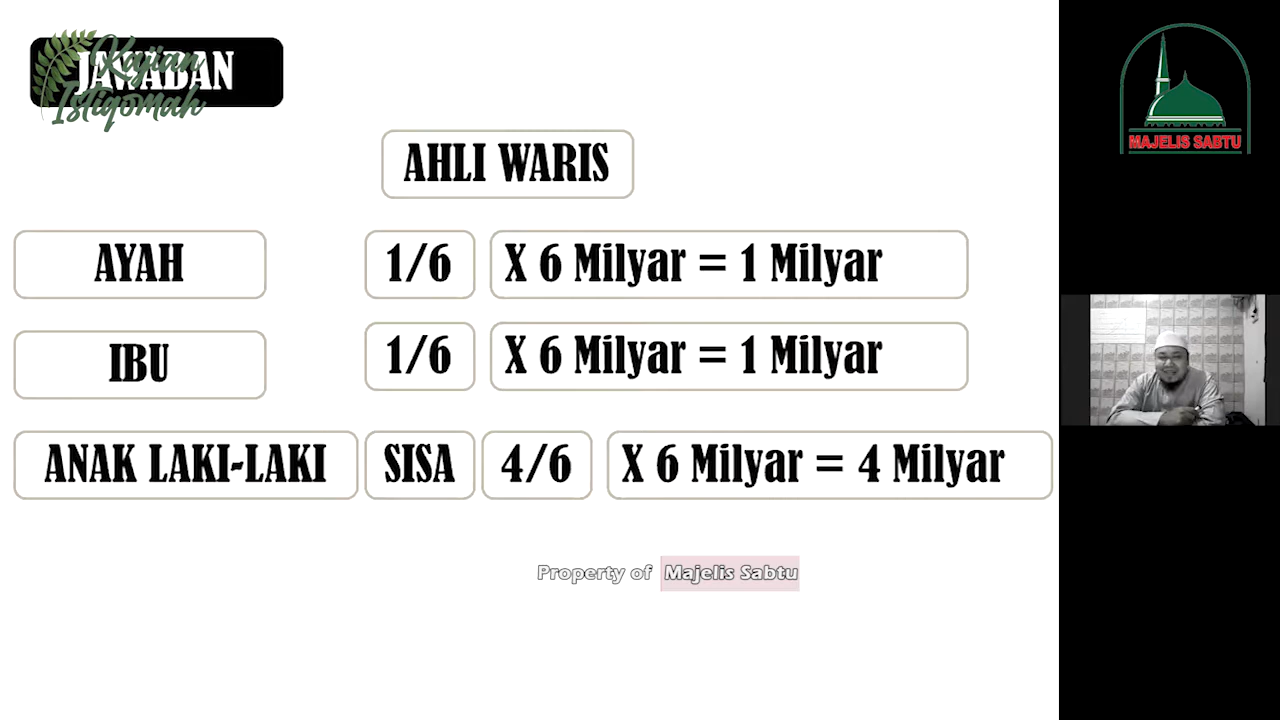 JAWABAN
Kajian
Istiqomah
MAJELIS SABTU
AHLI WARIS
AYAH 1/6 X 6 Milyar = 1 Milyar
IBU 1/6 X 6 Milyar = 1 Milyar
ANAK LAKI-LAKI SISA 4/6 X 6 Milyar = 4 Milyar
Property of Majelis Sabtu